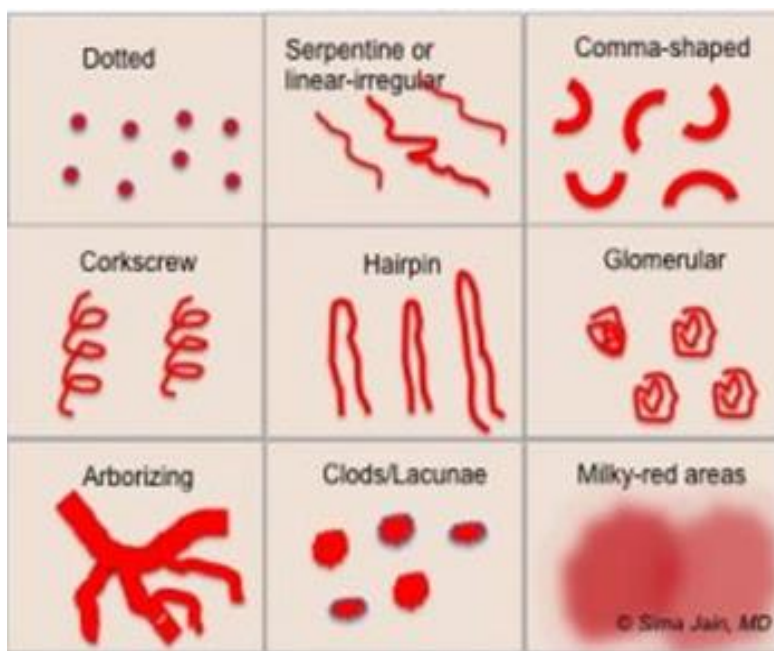 Dotted
Serpentine or
linear-irregular
Comma-shaped
Corkscrew
Hairpin
Glomerular
Arborizing
Clods/Lacunae
Milky-red areas
© Sima Jain, MD